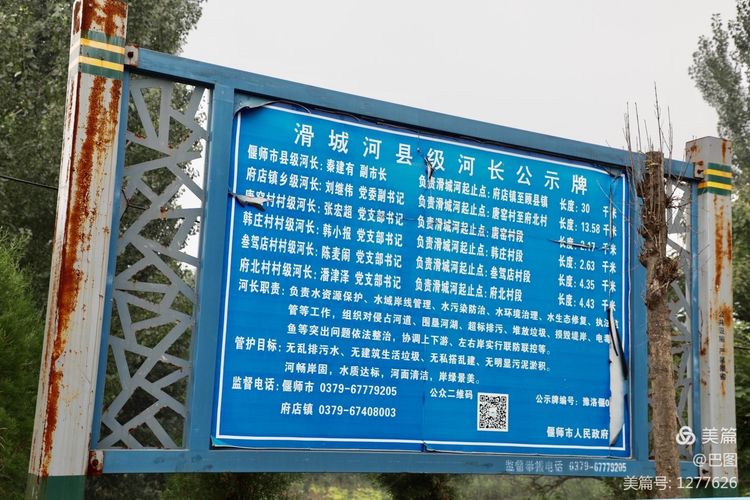 滑城河县级河长公示牌
偃师市县级河长：秦建有 副市长 负责滑城河起止点：府店镇至顾县镇 长度：30 千米
府店镇乡级河长：刘继伟 党委副书记 负责滑城河起止点：唐窑村至府北村 长度：13.58 千米
唐窑村村级河长：张宏超 党支部书记 负责滑城河起止点：唐窑村段 长度： 千米
韩庄村村级河长：韩小报 党支部书记 负责滑城河起止点：韩庄村段 长度：2.63 千米
叁驾店村村级河长：陈麦闹 党支部书记 负责滑城河起止点：叁驾店村段 长度：4.35 千米
府北村村级河长：潘津泽 党支部书记 负责滑城河起止点：府北村段 长度：4.43 千米
河长职责：负责水资源保护、水域岸线管理、水污染防治、水环境治理、水生态修复、执法监
管等工作，组织对侵占河道、围垦河湖、超标排污、堆放垃圾、损毁堤岸、电毒
鱼等突出问题依法整治，协调上下游、左右岸实行联防联控等。
管护目标：无乱排污水、无建筑生活垃圾、无私搭乱建、无明显污泥淤积。
河畅岸固，水质达标，河面清洁，岸绿景美。
监督电话：偃师市 0379-67779205 公众二维码 公示牌编号：豫洛偃0
府店镇 0379-67408003 偃师市人民政府
监督举报电话 0379-67779205
美篇
@巴图
美篇号：1277626